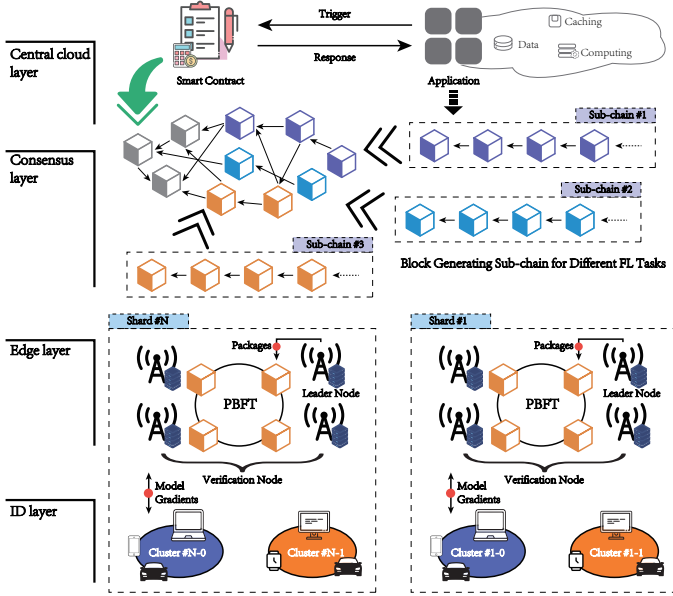 Trigger
Caching
Central cloud
layer
Data
Computing
Response
Smart Contract
Application
Sub-chain #1
Consensus
layer
Sub-chain #2
Sub-chain #3
Block Generating Sub-chain for Different FL Tasks
Shard #N
Shard #1
Edge layer
Packages
Leader Node
PBFT
Verification Node
Packages
Leader Node
PBFT
Verification Node
Model
Gradients
Model
Gradients
ID layer
Cluster #N-0
Cluster #N-1
Cluster #1-0
Cluster #1-1